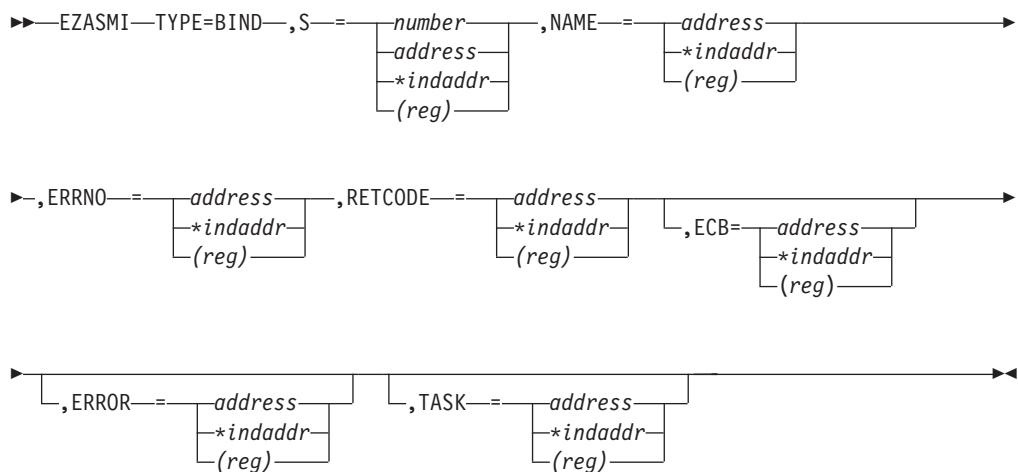 EZASMI TYPE=BIND ,S = number ,NAME = address
address *indaddr
*indaddr (reg)
(reg)
,ERRNO = address ,RETCODE = address
*indaddr *indaddr ,ECB= address
(reg) (reg) *indaddr
(reg)
,ERROR = address ,TASK = address
*indaddr *indaddr
(reg) (reg)